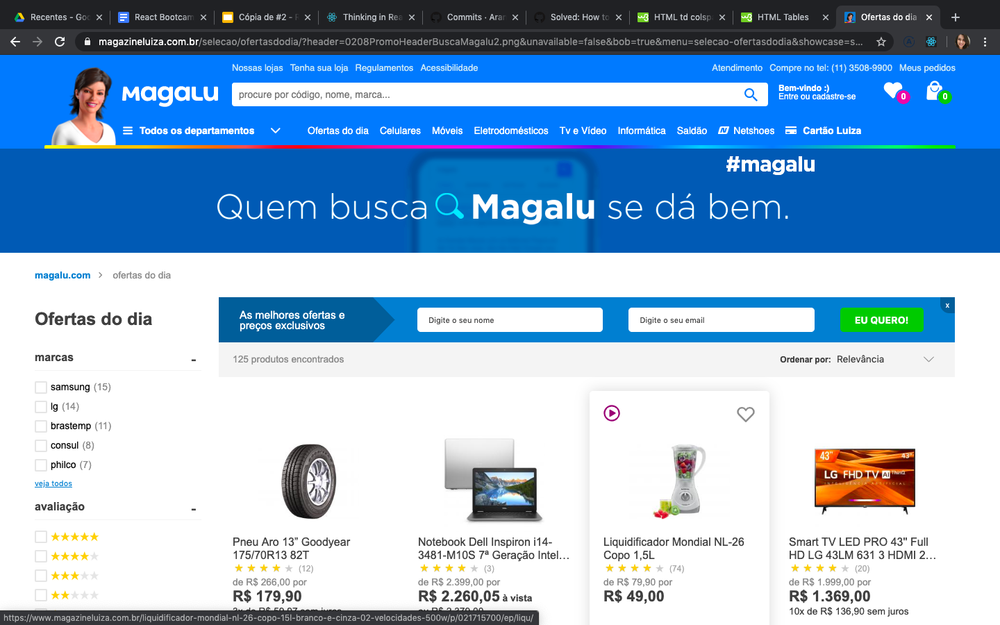 Recentes - Goo
React Bootcam
Cópia de #2 - F
Thinking in Rea
Commits · Aran
Solved: How to
HTML td colspa
HTML Tables
Ofertas do dia
magazineluiza.com.br/selecao/ofertasdodia/?header=0208PromoHeaderBuscaMagalu2.png&unavailable=false&bob=true&menu=selecao-ofertasdodia&showcase=s...
Nossas lojas Tenha sua loja Regulamentos Acessibilidade
Atendimento Compre no tel: (11) 3508-9900 Meus pedidos
MAGALU
procure por código, nome, marca...
Bem-vindo :)
Entre ou cadastre-se
0
0
Todos os departamentos
Ofertas do dia Celulares Móveis Eletrodomésticos Tv e Vídeo Informática Saldão N Netshoes Cartão Luiza
#magalu
Quem busca Magalu se dá bem.
magalu.com > ofertas do dia
Ofertas do dia
As melhores ofertas e
preços exclusivos
Digite o seu nome
Digite o seu email
EU QUERO!
x
125 produtos encontrados
Ordenar por: Relevância
marcas -
samsung (15)
lg (14)
brastemp (11)
consul (8)
philco (7)
veja todos
avaliação -
43"
43"
LG FHD TV AI ThinQ
INTELIGÊNCIA ARTIFICIAL
Pneu Aro 13” Goodyear
175/70R13 82T
(12)
de R$ 266,00 por
R$ 179,90
Notebook Dell Inspiron i14-
3481-M10S 7ª Geração Intel...
(3)
de R$ 2.399,00 por
R$ 2.260,05 à vista
Liquidificador Mondial NL-26
Copo 1,5L
(74)
de R$ 79,90 por
R$ 49,00
Smart TV LED PRO 43" Full
HD LG 43LM 631 3 HDMI 2...
(20)
de R$ 1.999,00 por
R$ 1.369,00
10x de R$ 136,90 sem juros
https://www.magazineluiza.com.br/liquidificador-mondial-nl-26-copo-15l-branco-e-cinza-02-velocidades-500w/p/021715700/ep/liqu/